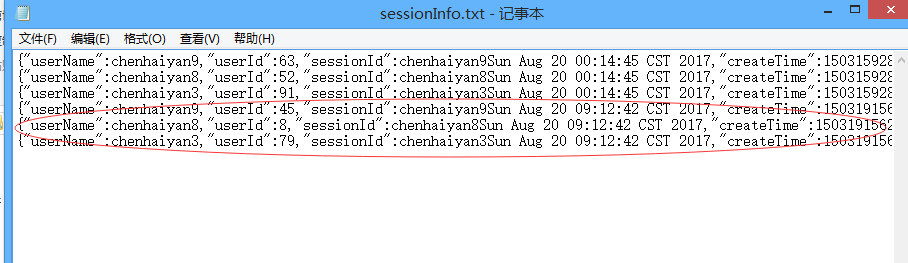 sessionInfo.txt - 记事本
文件(F) 编辑(E) 格式(O) 查看(V) 帮助(H)
{"userName":chenhaiyan9,"userId":63,"sessionId":chenhaiyan9Sun Aug 20 00:14:45 CST 2017,"createTime":150315928
{"userName":chenhaiyan8,"userId":52,"sessionId":chenhaiyan8Sun Aug 20 00:14:45 CST 2017,"createTime":150315928
{"userName":chenhaiyan3,"userId":91,"sessionId":chenhaiyan3Sun Aug 20 00:14:45 CST 2017,"createTime":150315928
{"userName":chenhaiyan9,"userId":45,"sessionId":chenhaiyan9Sun Aug 20 09:12:42 CST 2017,"createTime":150319156
{"userName":chenhaiyan8,"userId":8,"sessionId":chenhaiyan8Sun Aug 20 09:12:42 CST 2017,"createTime":1503191562
{"userName":chenhaiyan3,"userId":79,"sessionId":chenhaiyan3Sun Aug 20 09:12:42 CST 2017,"createTime":150319156